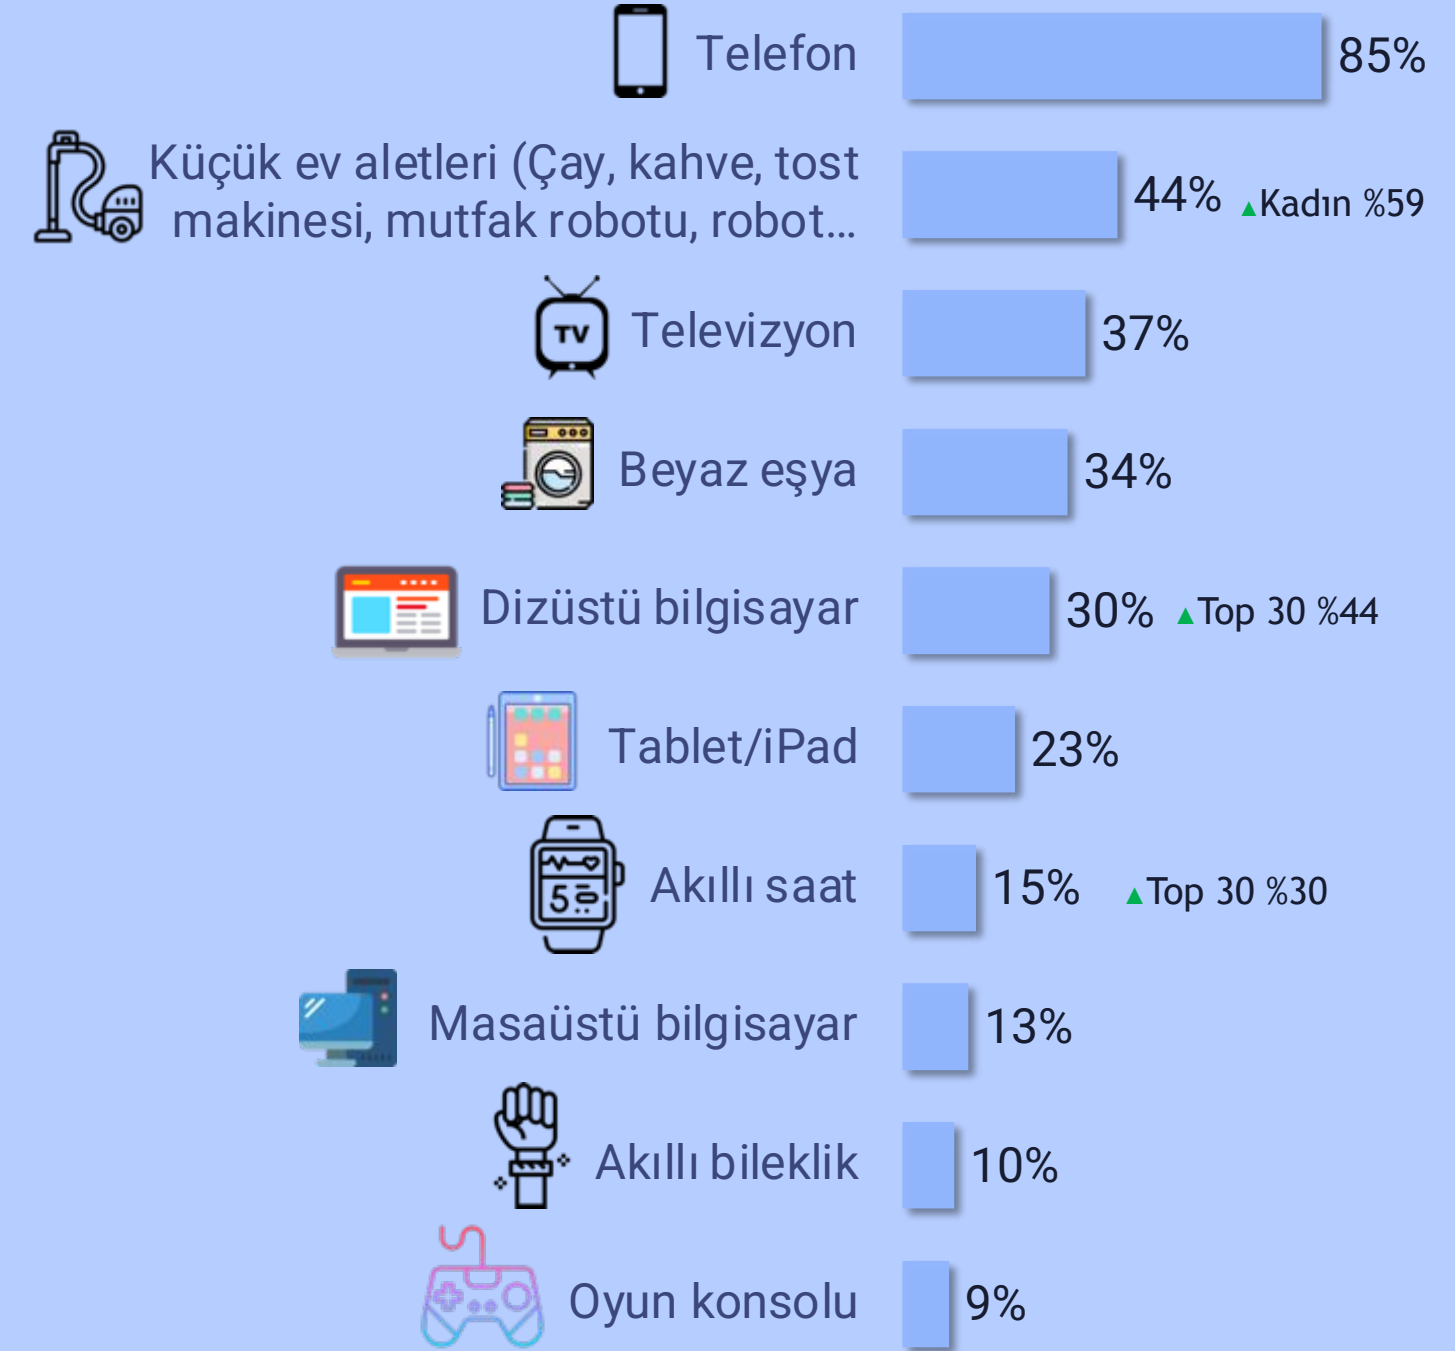 Telefon 85%
Küçük ev aletleri (Çay, kahve, tost
makinesi, mutfak robotu, robot…
44% ▲Kadın %59
TV
Televizyon 37%
Beyaz eşya 34%
Dizüstü bilgisayar 30% ▲Top 30 %44
Tablet/iPad 23%
5
Akıllı saat 15% ▲Top 30 %30
Masaüstü bilgisayar 13%
Akıllı bileklik 10%
Oyun konsolu 9%